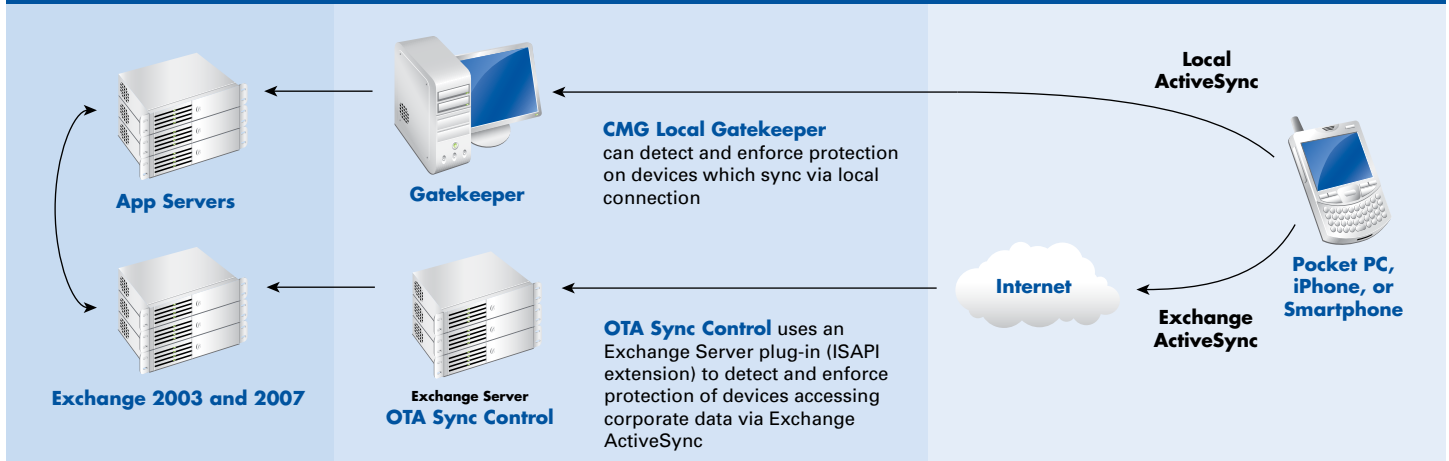 Local
ActiveSync
CMG Local Gatekeeper
can detect and enforce protection
on devices which sync via local
connection
App Servers
Gatekeeper
Pocket PC,
iPhone, or
Smartphone
Internet
Exchange
ActiveSync
OTA Sync Control uses an
Exchange Server plug-in (ISAPI
extension) to detect and enforce
protection of devices accessing
corporate data via Exchange
ActiveSync
Exchange 2003 and 2007
Exchange Server
OTA Sync Control